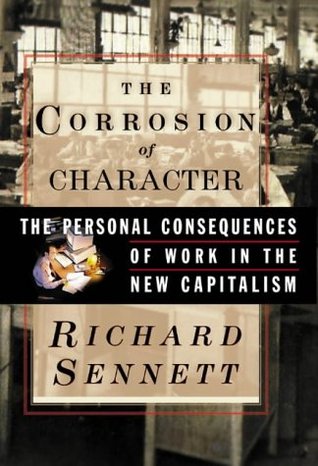 THE
CORROSION
of
CHARACTER
THE PERSONAL CONSEQUENCES
OF WORK IN THE
NEW CAPITALISM
RICHARD
SENNETT